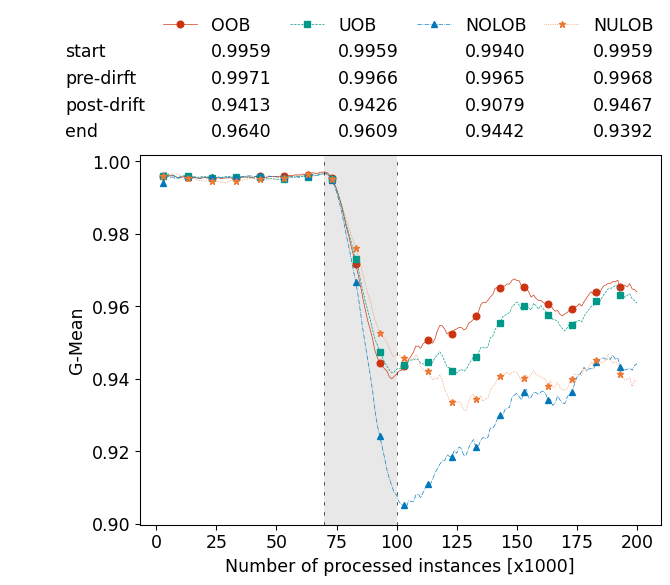 OOB UOB NOLOB NULOB
start 0.9959 0.9959 0.9940 0.9959
pre-dirft 0.9971 0.9966 0.9965 0.9968
post-drift 0.9413 0.9426 0.9079 0.9467
end 0.9640 0.9609 0.9442 0.9392
1.00
0.98
0.96
0.94
0.92
0.90
G-Mean
0 25 50 75 100 125 150 175 200
Number of processed instances [x1000]